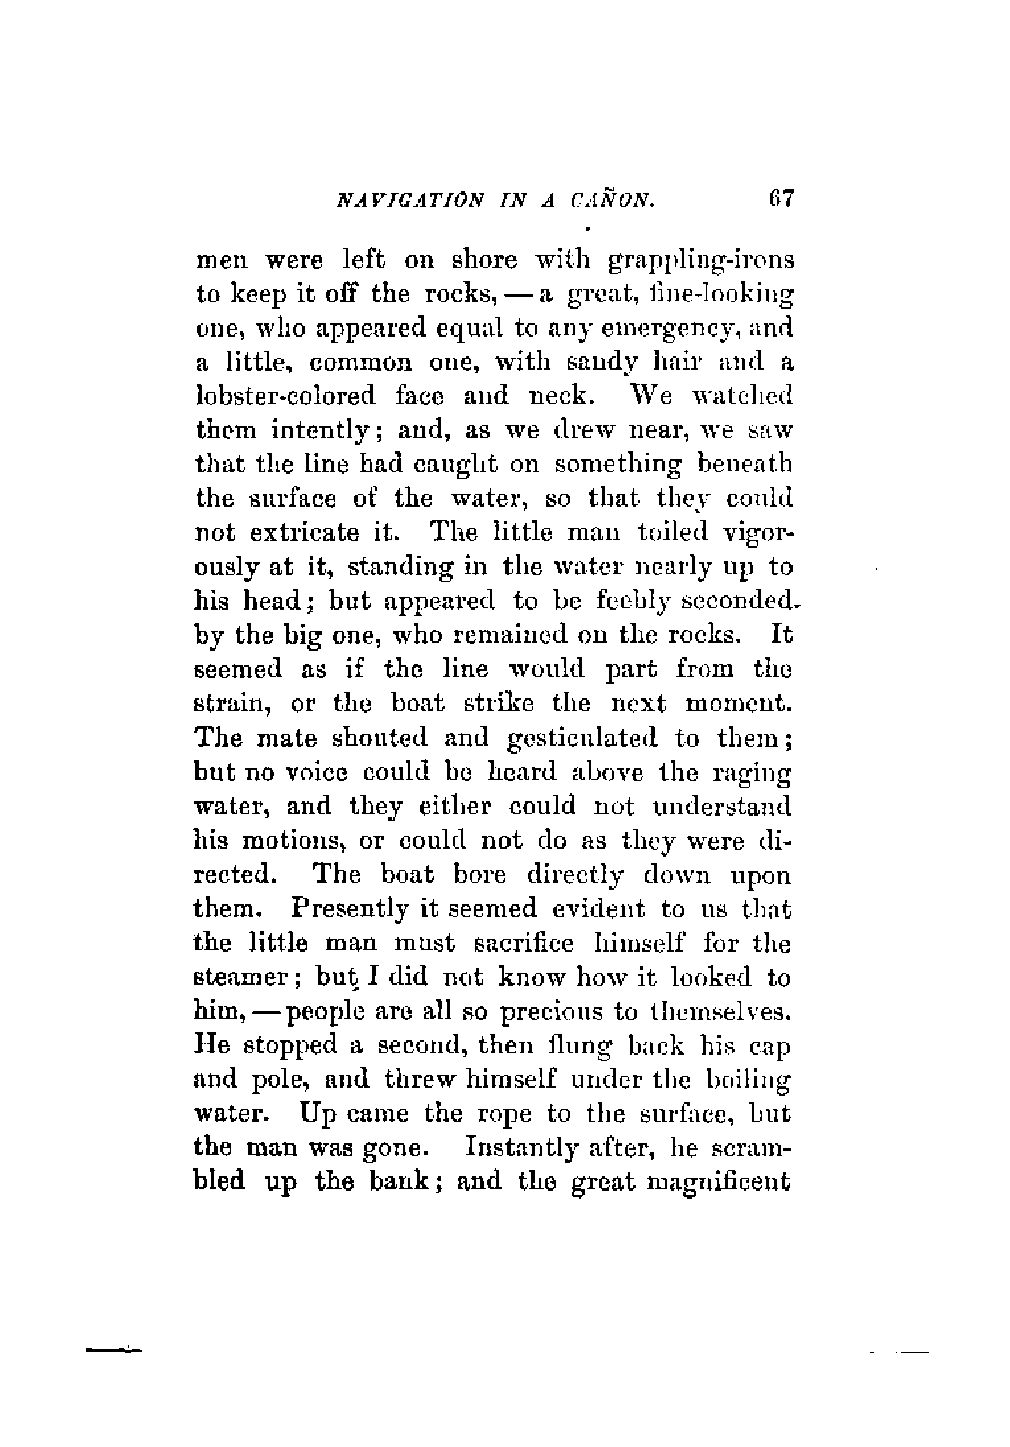 NAVIGATION IN A CAÑON. 67
men were left on shore with grappling-irons
to keep it off the rocks, — a great, fine-looking
one, who appeared equal to any emergency, and
a little, common one, with sandy hair and a
lobster-colored face and neck. We watched
them intently; and, as we drew near, we saw
that the line had caught on something beneath
the surface of the water, so that they could
not extricate it. The little man toiled vigor-
ously at it, standing in the water nearly up to
his head; but appeared to be feebly seconded
by the big one, who remained on the rocks. It
seemed as if the line would part from the
strain, or the boat strike the next moment.
The mate shouted and gesticulated to them;
but no voice could be heard above the raging
water, and they either could not understand
his motions, or could not do as they were di-
rected. The boat bore directly down upon
them. Presently it seemed evident to us that
the little man must sacrifice himself for the
steamer; but I did not know how it looked to
him, — people are all so precious to themselves.
He stopped a second, then flung back his cap
and pole, and threw himself under the boiling
water. Up came the rope to the surface, but
the man was gone. Instantly after, he scram-
bled up the bank; and the great magnificent